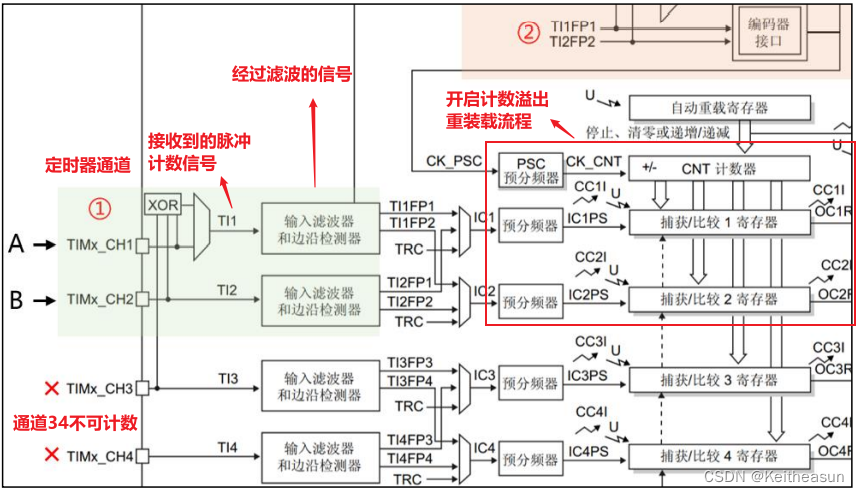 ②
TI1FP1
TI2FP2
编码器
接口
经过滤波的信号
开启计数溢出
重装载流程
U
自动重载寄存器
停止、清零或递增/递减
U
接收到的脉冲
计数信号
定时器通道
CK_PSC
PSC
预分频器
CK_CNT
+/-
CNT 计数器
①
XOR
TI1
输入滤波器
和边沿检测器
TI1FP1
TI1FP2
TRC
IC1
预分频器
IC1PS
CC1I
U
捕获/比较 1 寄存器
CC1I
OC1R
A
TIMx_CH1
B
TIMx_CH2
TI2
输入滤波器
和边沿检测器
TI2FP1
TI2FP2
TRC
IC2
预分频器
IC2PS
CC2I
U
捕获/比较 2 寄存器
CC2I
OC2R
TIMx_CH3
TI3
输入滤波器
和边沿检测器
TI3FP3
TI3FP4
TRC
IC3
预分频器
IC3PS
CC3I
U
捕获/比较 3 寄存器
CC3I
OC3R
通道34不可计数
TIMx_CH4
TI4
输入滤波器
和边沿检测器
TI4FP3
TI4FP4
TRC
IC4
预分频器
IC4PS
CC4I
U
捕获/比较 4 寄存器
CC4I
OC4R
CSDN @Keitheasun